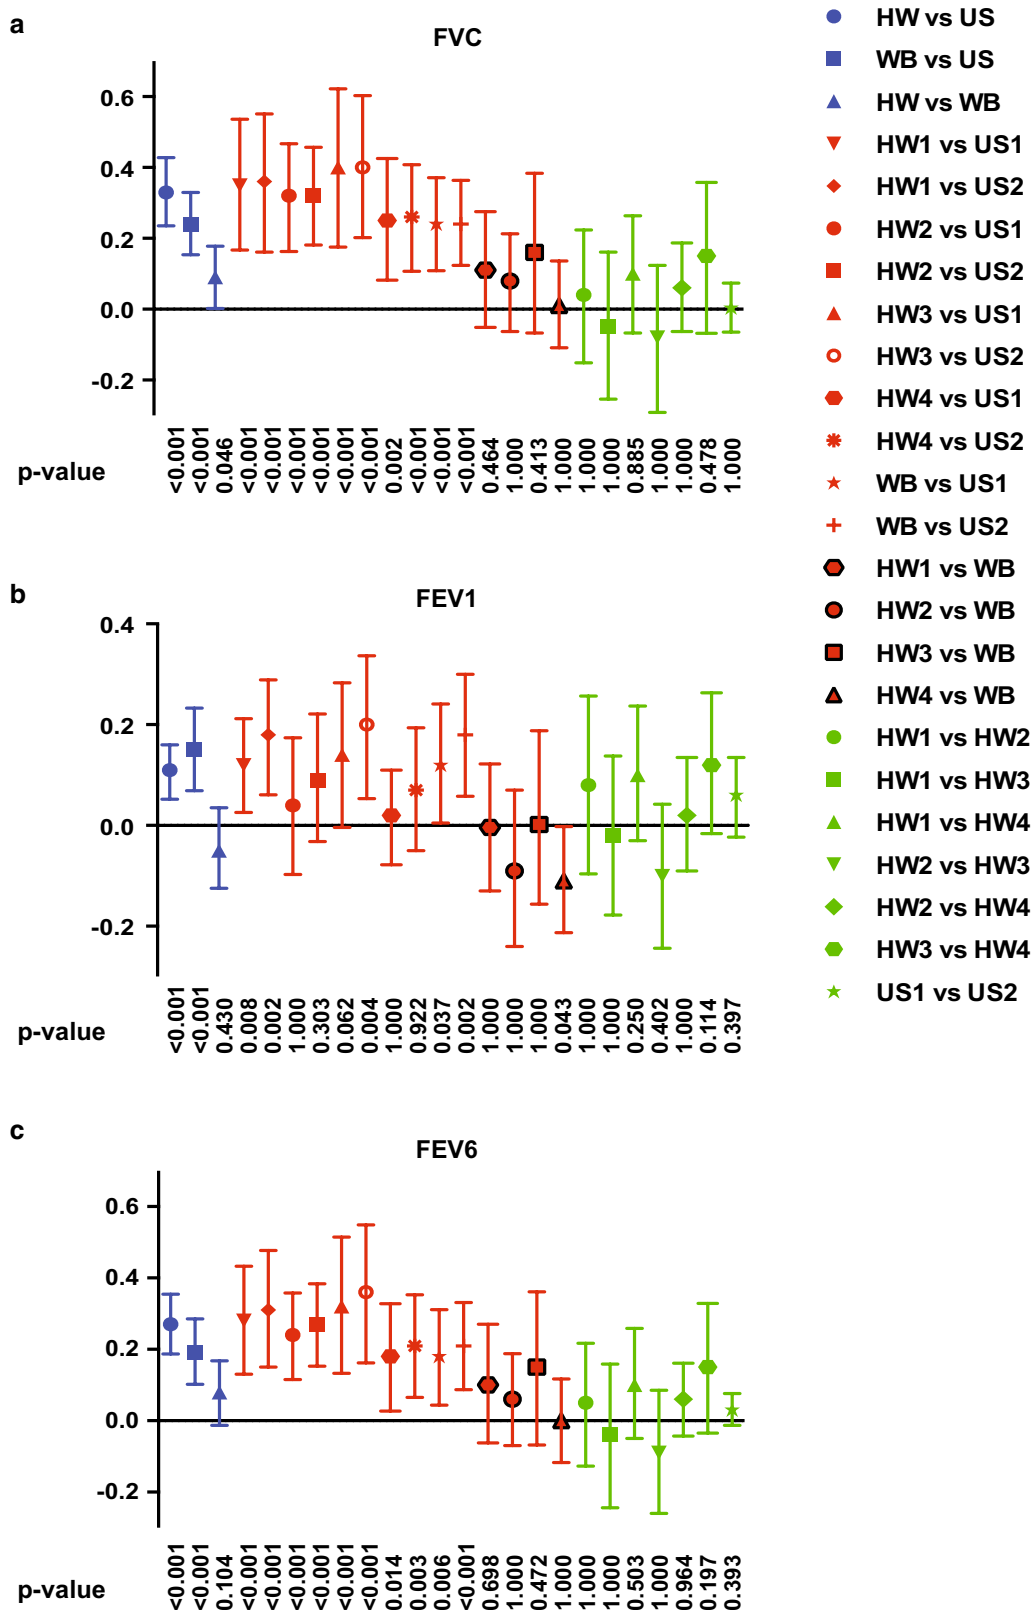 a
FVC
0.6
0.4
0.2
0.0
-0.2
p-value
<0.001
<0.001
0.046
<0.001
<0.001
<0.001
<0.001
<0.001
<0.001
0.002
<0.001
<0.001
<0.001
0.464
1.000
0.413
1.000
1.000
1.000
0.885
1.000
1.000
0.478
1.000
b
FEV1
0.4
0.2
0.0
-0.2
p-value
<0.001
<0.001
0.430
0.008
0.002
1.000
0.303
0.062
0.004
1.000
0.922
0.037
0.002
1.000
1.000
1.000
0.043
1.000
1.000
0.250
0.402
1.000
0.114
0.397
c
FEV6
0.6
0.4
0.2
0.0
-0.2
p-value
<0.001
<0.001
0.104
<0.001
<0.001
<0.001
<0.001
<0.001
<0.001
0.014
0.003
0.006
<0.001
0.698
1.000
0.472
1.000
1.000
1.000
0.503
1.000
0.964
0.197
0.393
HW vs US
WB vs US
HW vs WB
HW1 vs US1
HW1 vs US2
HW2 vs US1
HW2 vs US2
HW3 vs US1
HW3 vs US2
HW4 vs US1
HW4 vs US2
WB vs US1
WB vs US2
HW1 vs WB
HW2 vs WB
HW3 vs WB
HW4 vs WB
HW1 vs HW2
HW1 vs HW3
HW1 vs HW4
HW2 vs HW3
HW2 vs HW4
HW3 vs HW4
US1 vs US2